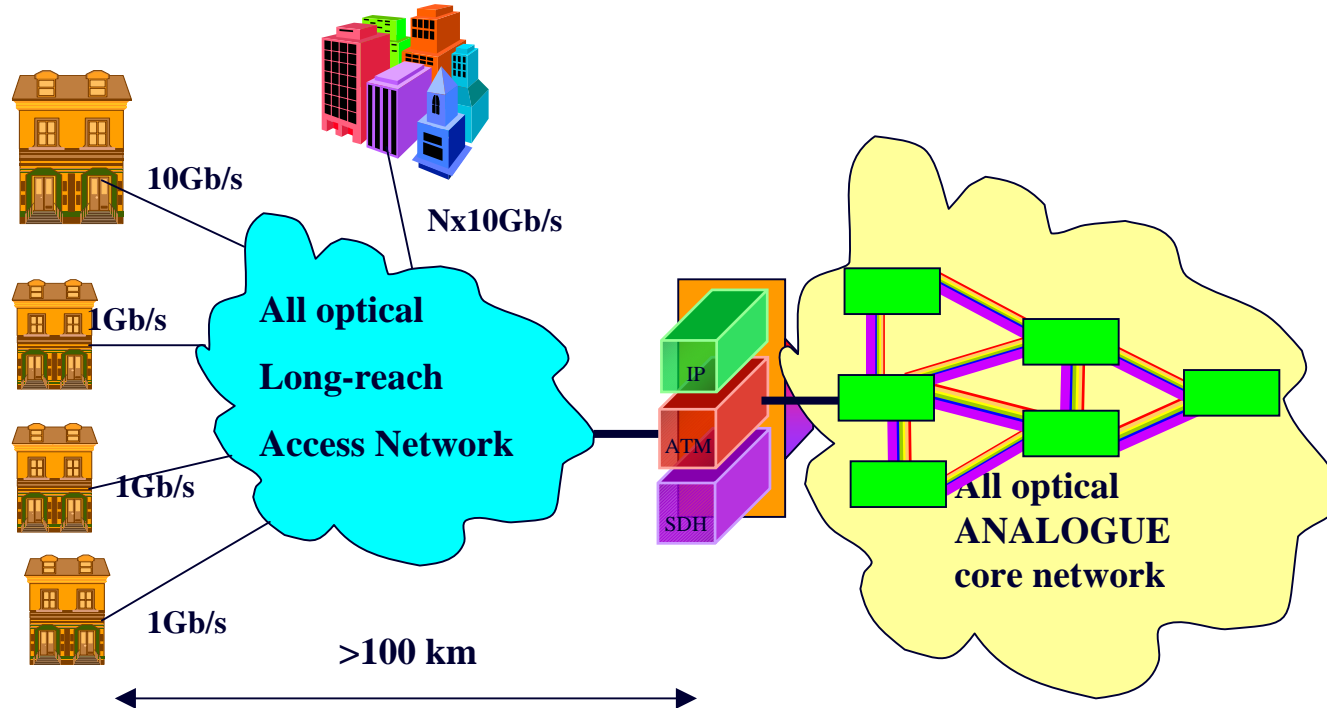 10Gb/s
Nx10Gb/s
1Gb/s
All optical
Long-reach
Access Network
1Gb/s
1Gb/s
>100 km
IP
ATM
SDH
All optical
ANALOGUE
core network